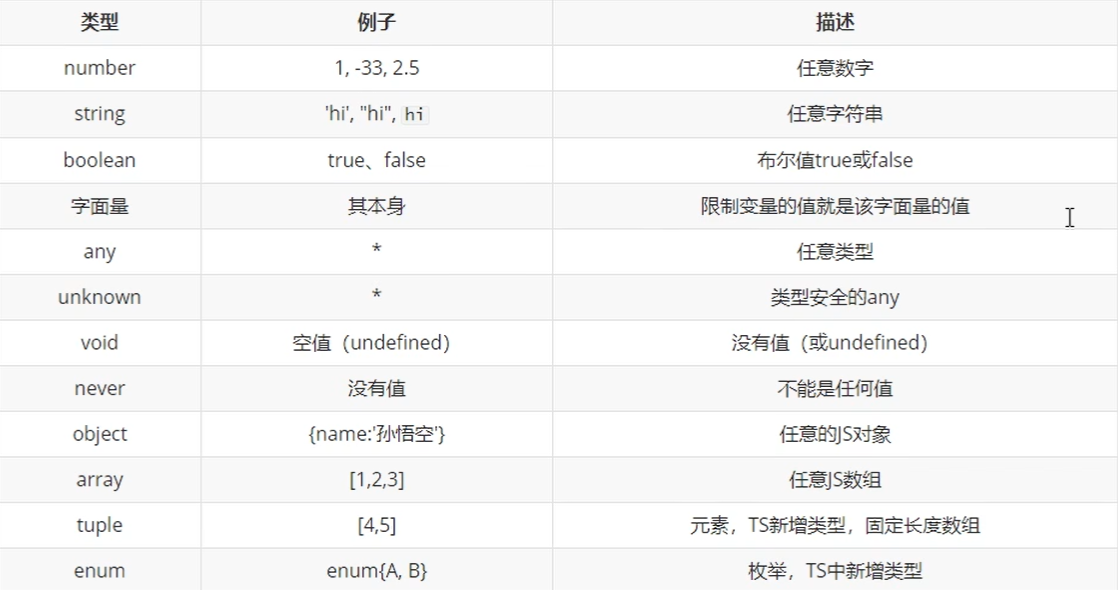 类型 例子 描述
number 1, -33, 2.5 任意数字
string 'hi', "hi", hi 任意字符串
boolean true、false 布尔值true或false
字面量 其本身 限制变量的值就是该字面量的值
any * 任意类型
unknown * 类型安全的any
void 空值（undefined） 没有值（或undefined）
never 没有值 不能是任何值
object {name:'孙悟空'} 任意的JS对象
array [1,2,3] 任意JS数组
tuple [4,5] 元素，TS新增类型，固定长度数组
enum enum{A, B} 枚举，TS中新增类型